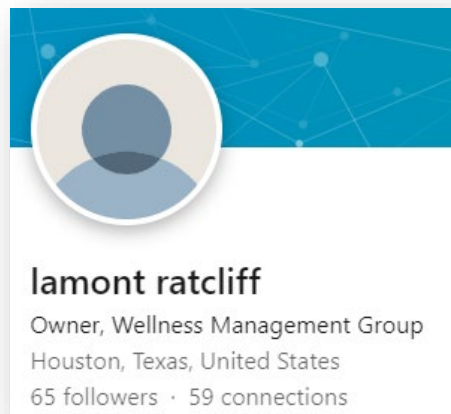 lamont ratcliff
Owner, Wellness Management Group
Houston, Texas, United States
65 followers · 59 connections